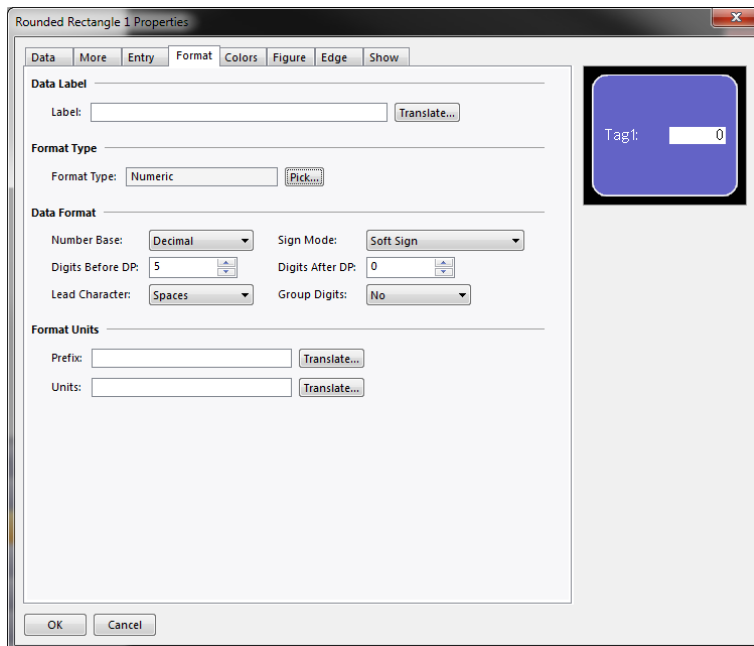 Rounded Rectangle 1 Properties
x
Data More Entry Format Colors Figure Edge Show
Data Label
Label: Translate...
Format Type
Format Type: Numeric Pick...
Data Format
Number Base: Decimal Sign Mode: Soft Sign
Digits Before DP: 5 Digits After DP: 0
Lead Character: Spaces Group Digits: No
Format Units
Prefix: Translate...
Units: Translate...
OK Cancel
Tag1: 0